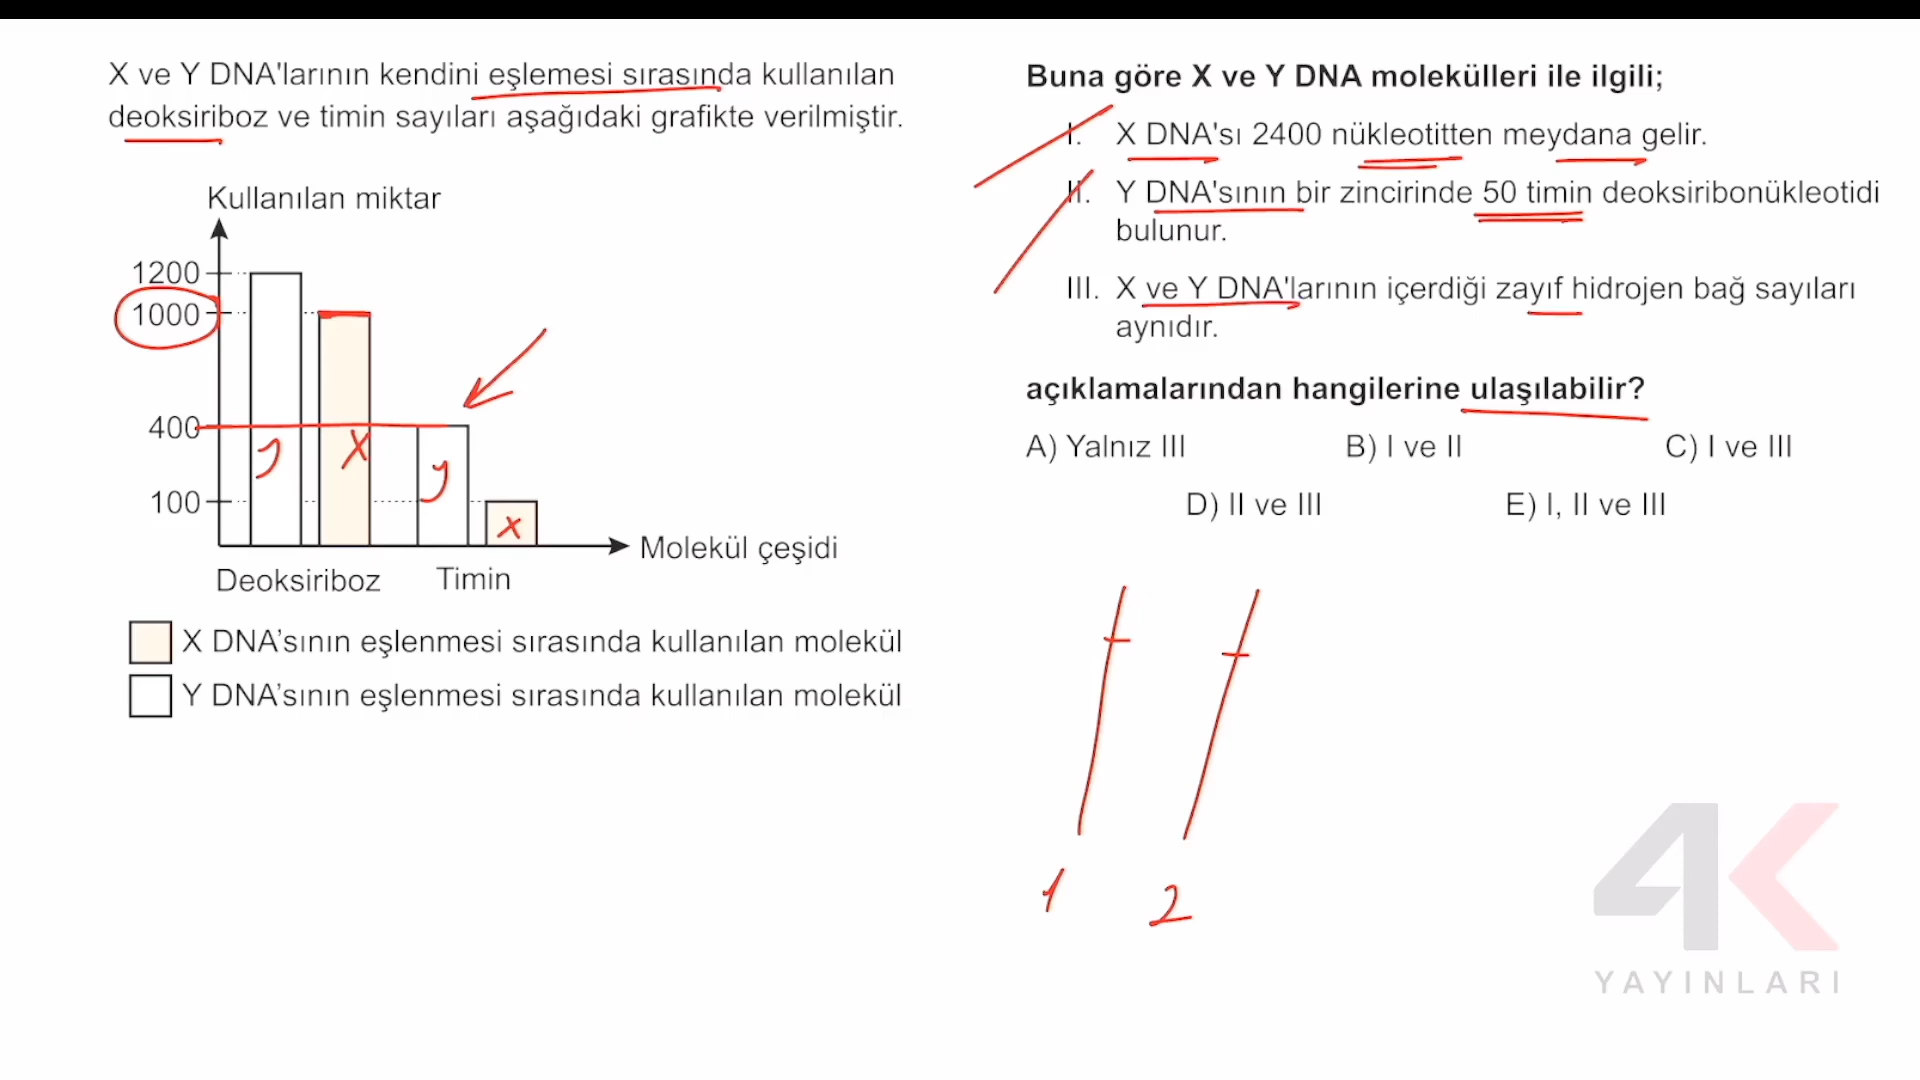 X ve Y DNA'larının kendini eşlemesi sırasında kullanılan
deoksiriboz ve timin sayıları aşağıdaki grafikte verilmiştir.
Kullanılan miktar
1200
1000
400
100
y
X
y
x
Molekül çeşidi
Deoksiriboz
Timin
X DNA’sının eşlenmesi sırasında kullanılan molekül
Y DNA’sının eşlenmesi sırasında kullanılan molekül
Buna göre X ve Y DNA molekülleri ile ilgili;
I. X DNA'sı 2400 nükleotitten meydana gelir.
II. Y DNA'sının bir zincirinde 50 timin deoksiribonükleotidi
bulunur.
III. X ve Y DNA'larının içerdiği zayıf hidrojen bağ sayıları
aynıdır.
açıklamalarından hangilerine ulaşılabilir?
A) Yalnız III B) I ve II C) I ve III
D) II ve III E) I, II ve III
1 2
4K
YAYINLARI